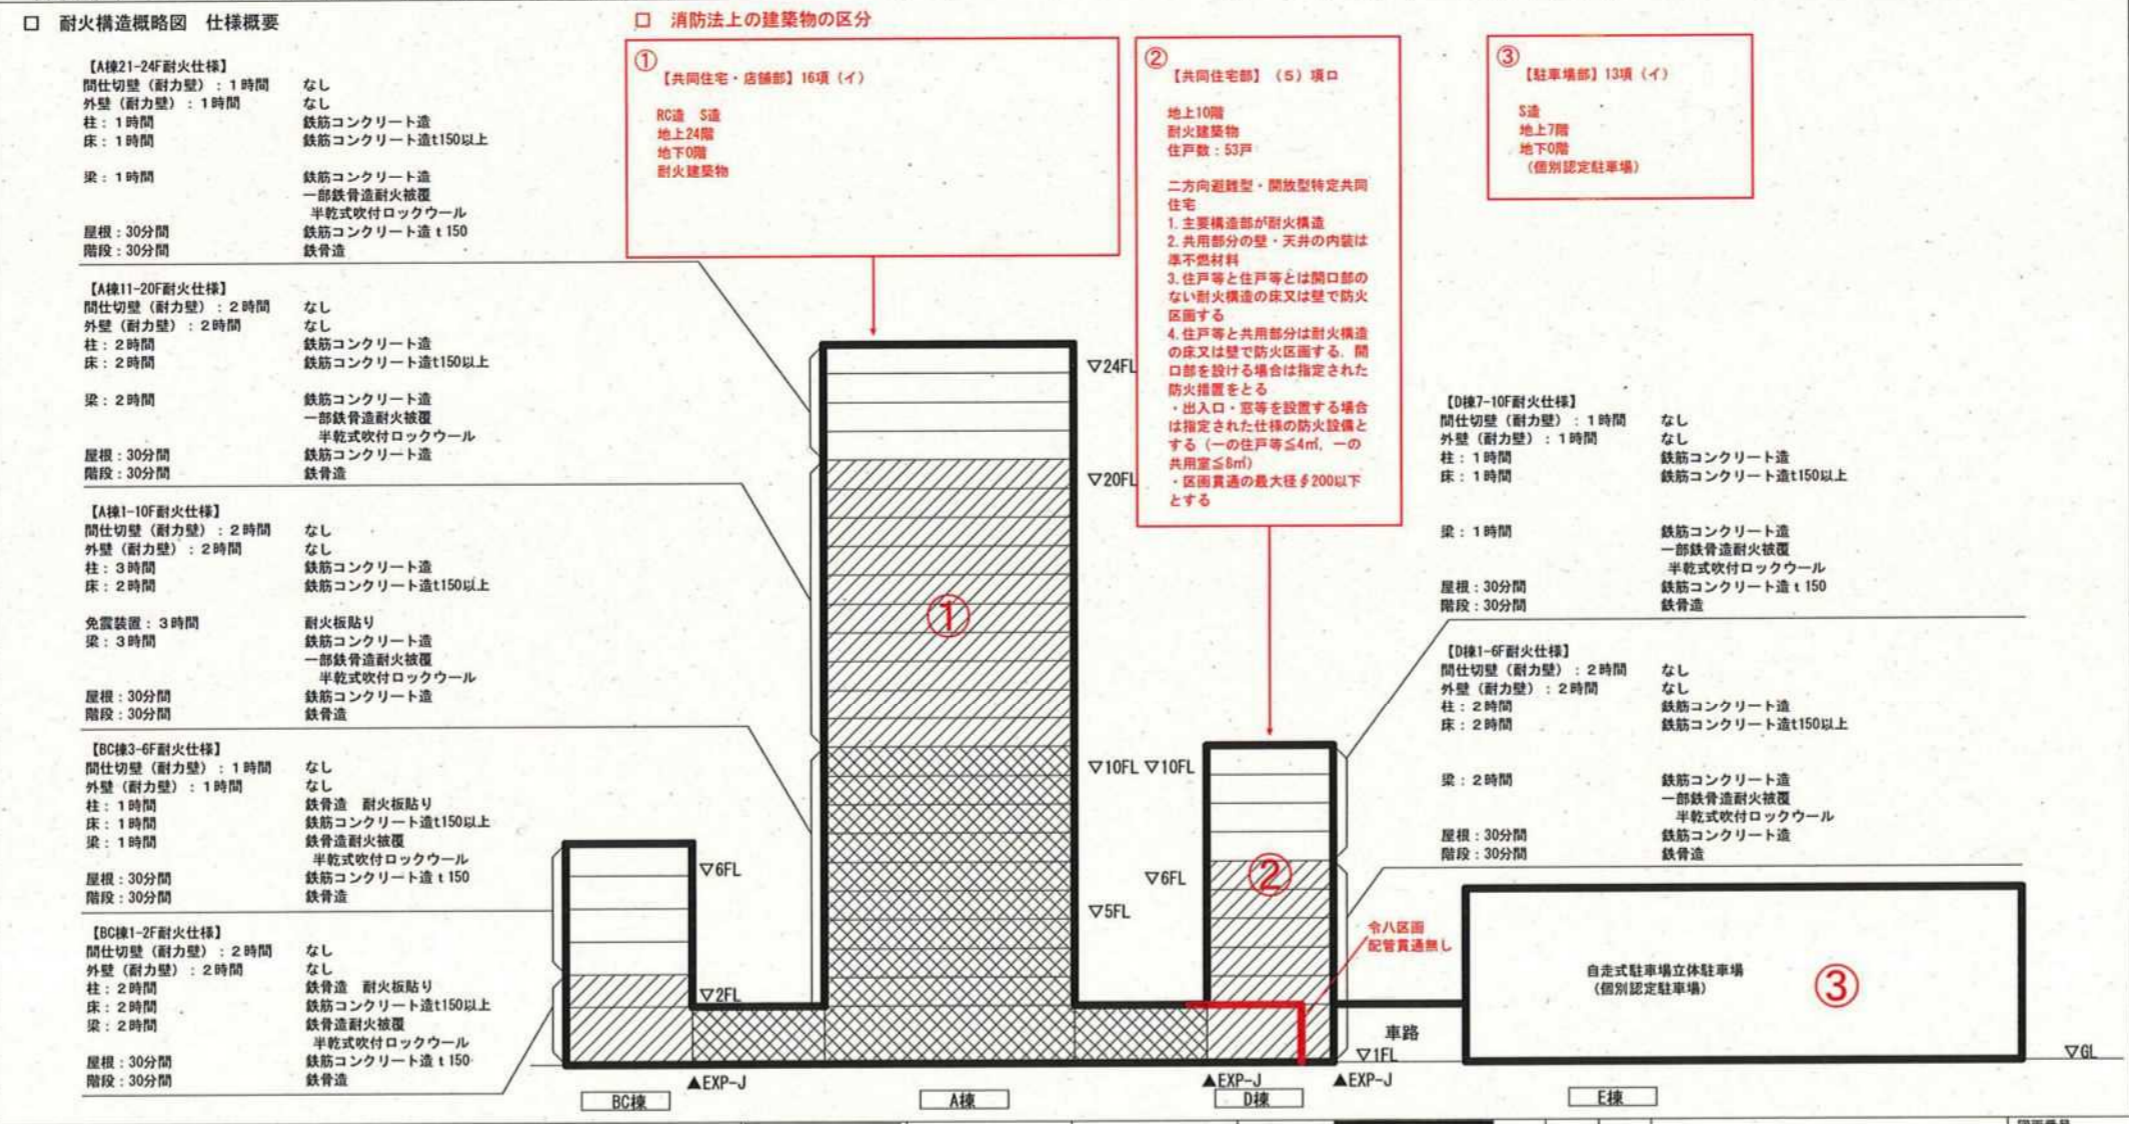 □ 耐火構造概略図 仕様概要
【A棟21-24F耐火仕様】
間仕切壁(耐力壁):1時間 なし
外壁(耐力壁):1時間 なし
柱:1時間 鉄筋コンクリート造
床:1時間 鉄筋コンクリート造t150以上
梁:1時間 鉄筋コンクリート造
一部鉄骨造耐火被覆
半乾式吹付ロックウール
屋根:30分間 鉄筋コンクリート造 t 150
階段:30分間 鉄骨造
【A棟11-20F耐火仕様】
間仕切壁(耐力壁):2時間 なし
外壁(耐力壁):2時間 なし
柱:2時間 鉄筋コンクリート造
床:2時間 鉄筋コンクリート造t150以上
梁:2時間 鉄筋コンクリート造
一部鉄骨造耐火被覆
半乾式吹付ロックウール
屋根:30分間 鉄筋コンクリート造
階段:30分間 鉄骨造
【A棟1-10F耐火仕様】
間仕切壁(耐力壁):2時間 なし
外壁(耐力壁):2時間 なし
柱:3時間 鉄筋コンクリート造
床:2時間 鉄筋コンクリート造t150以上
免震装置:3時間 耐火板貼り
梁:3時間 鉄筋コンクリート造
一部鉄骨造耐火被覆
半乾式吹付ロックウール
屋根:30分間 鉄筋コンクリート造
階段:30分間 鉄骨造
【BC棟3-6F耐火仕様】
間仕切壁(耐力壁):1時間 なし
外壁(耐力壁):1時間 なし
柱:1時間 鉄骨造 耐火板貼り
床:1時間 鉄筋コンクリート造t150以上
梁:1時間 鉄骨造耐火被覆
半乾式吹付ロックウール
屋根:30分間 鉄筋コンクリート造 t 150
階段:30分間 鉄骨造
【BC棟1-2F耐火仕様】
間仕切壁(耐力壁):2時間 なし
外壁(耐力壁):2時間 なし
柱:2時間 鉄骨造 耐火板貼り
床:2時間 鉄筋コンクリート造t150以上
梁:2時間 鉄骨造耐火被覆
半乾式吹付ロックウール
屋根:30分間 鉄筋コンクリート造 t 150
階段:30分間 鉄骨造
□ 消防法上の建築物の区分
①
【共同住宅・店舗部】16項(イ)
RC造 S造
地上24階
地下0階
耐火建築物
②
【共同住宅部】(5)項ロ
地上10階
耐火建築物
住戸数:53戸
二方向避難型・開放型特定共同
住宅
1.主要構造部が耐火構造
2.共用部分の壁・天井の内装は
準不燃材料
3.住戸等と住戸等とは開口部の
ない耐火構造の床又は壁で防火
区画する
4.住戸等と共用部分は耐火構造
の床又は壁で防火区画する。開
口部を設ける場合は指定された
防火措置をとる
・出入口・窓等を設置する場合
は指定された仕様の防火設備と
する(一の住戸等≦4㎡,一の
共用室≦8㎡)
・区画貫通の最大径φ200以下
とする
③
【駐車場部】13項(イ)
S造
地上7階
地下0階
(個別認定駐車場)
【D棟7-10F耐火仕様】
間仕切壁(耐力壁):1時間 なし
外壁(耐力壁):1時間 なし
柱:1時間 鉄筋コンクリート造
床:1時間 鉄筋コンクリート造t150以上
梁:1時間 鉄筋コンクリート造
一部鉄骨造耐火被覆
半乾式吹付ロックウール
屋根:30分間 鉄筋コンクリート造 t 150
階段:30分間 鉄骨造
【D棟1-6F耐火仕様】
間仕切壁(耐力壁):2時間 なし
外壁(耐力壁):2時間 なし
柱:2時間 鉄筋コンクリート造
床:2時間 鉄筋コンクリート造t150以上
梁:2時間 鉄筋コンクリート造
一部鉄骨造耐火被覆
半乾式吹付ロックウール
屋根:30分間 鉄筋コンクリート造
階段:30分間 鉄骨造
▽24FL
▽20FL
①
▽10FL ▽10FL
▽6FL
▽6FL
②
▽5FL
令八区画
配管貫通無し
▽2FL
自走式駐車場立体駐車場
(個別認定駐車場)
③
車路
▽1FL
▽GL
▲EXP-J
▲EXP-J
▲EXP-J
BC棟
A棟
D棟
E棟